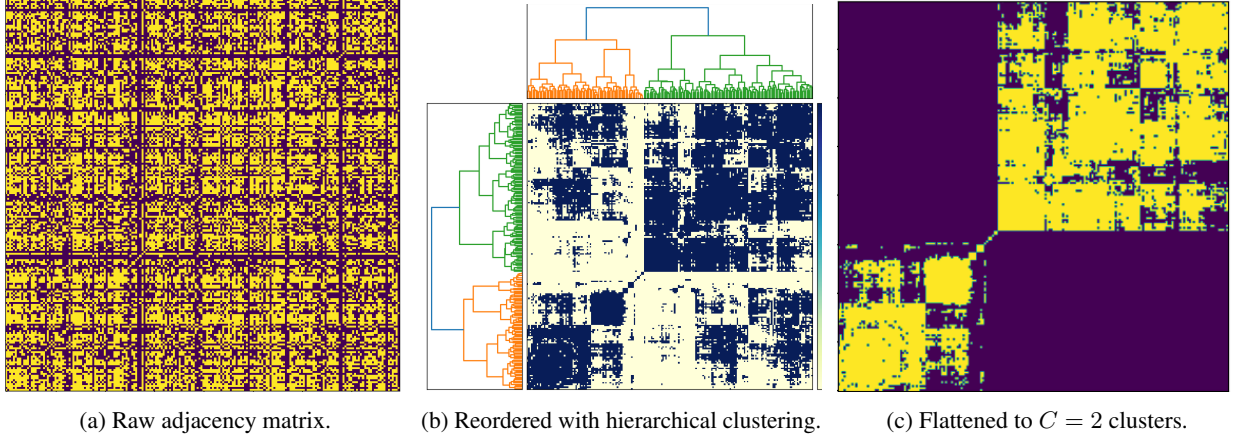 (a) Raw adjacency matrix.
(b) Reordered with hierarchical clustering.
(c) Flattened to C = 2 clusters.